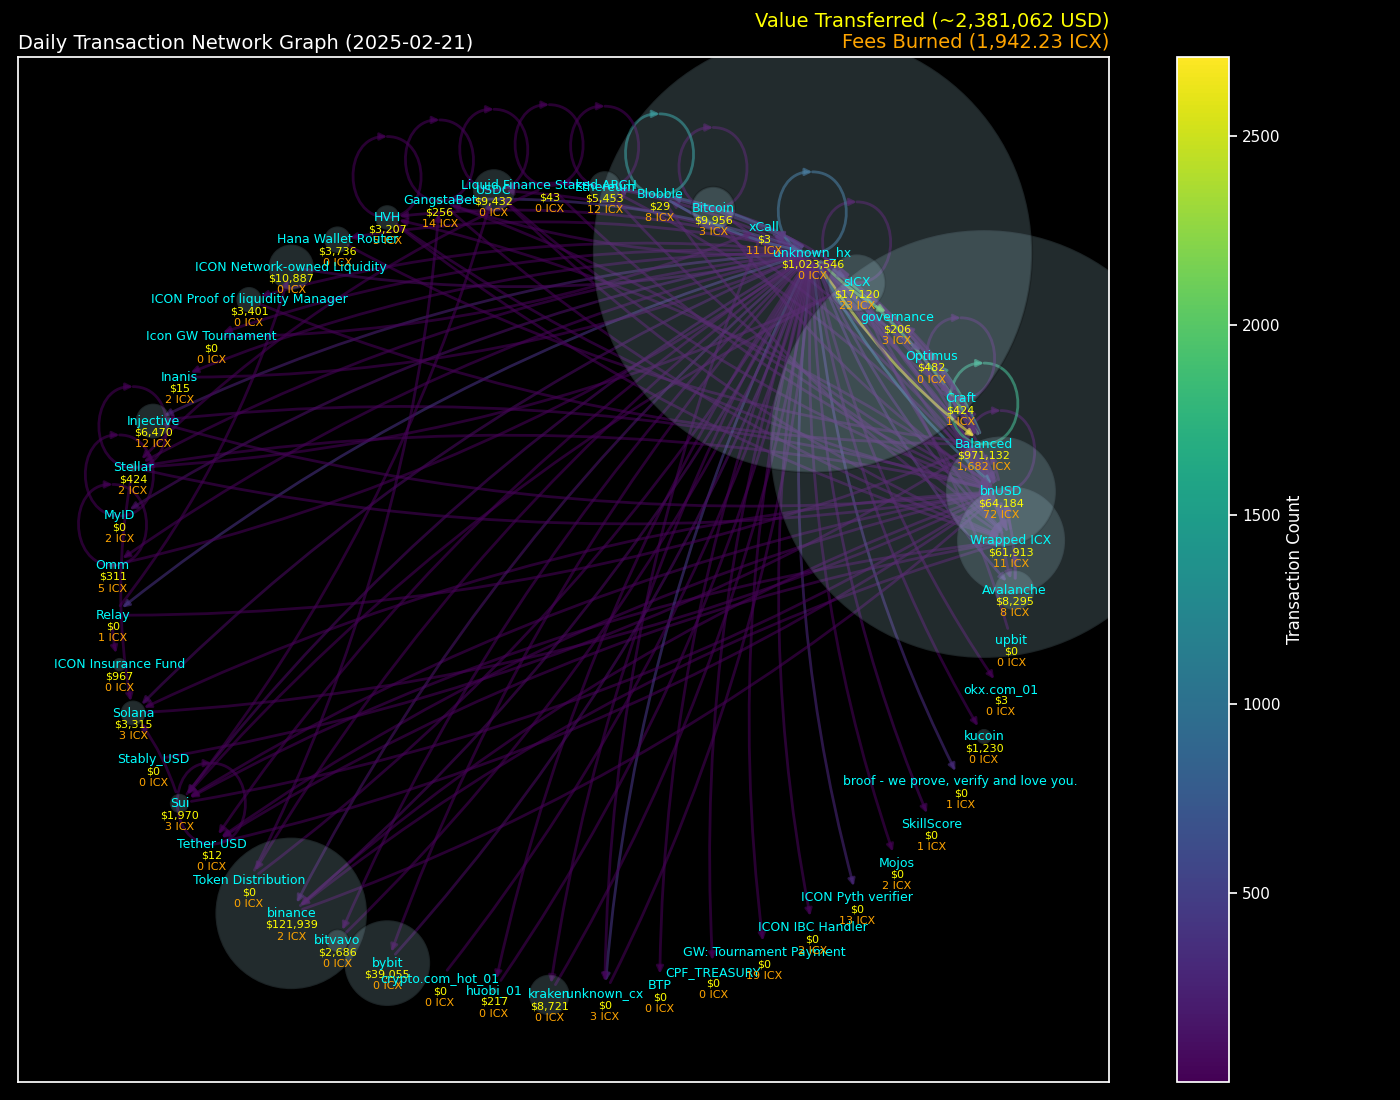 Value Transferred (~2,381,062 USD)
Daily Transaction Network Graph (2025-02-21)
Fees Burned (1,942.23 ICX)
Liquid Finance Staked ARCH
$43
0 ICX
USDC
$9,432
0 ICX
Ethereum
$5,453
12 ICX
Blobble
$29
8 ICX
GangstaBet
$256
14 ICX
Bitcoin
$9,956
3 ICX
HVH
$3,207
ICX
xCall
$3
11 ICX
Hana Wallet Router
$3,736
0 ICX
unknown_hx
$1,023,546
0 ICX
ICON Network-owned Liquidity
$10,887
0 ICX
sICX
$17,120
23 ICX
ICON Proof of liquidity Manager
$3,401
0 ICX
governance
$206
3 ICX
Icon GW Tournament
$0
0 ICX
Optimus
$482
0 ICX
Inanis
$15
2 ICX
Craft
$424
1 ICX
Injective
$6,470
12 ICX
Balanced
$971,132
1,682 ICX
Stellar
$424
2 ICX
bnUSD
$64,184
72 ICX
MyID
$0
2 ICX
Wrapped ICX
$61,913
11 ICX
Omm
$311
5 ICX
Avalanche
$8,295
8 ICX
Relay
$0
1 ICX
upbit
$0
0 ICX
ICON Insurance Fund
$967
0 ICX
okx.com_01
$3
0 ICX
Solana
$3,315
3 ICX
kucoin
$1,230
0 ICX
Stably_USD
$0
0 ICX
broof - we prove, verify and love you.
$0
1 ICX
Sui
$1,970
3 ICX
SkillScore
$0
1 ICX
Tether USD
$12
0 ICX
Mojos
$0
2 ICX
Token Distribution
$0
0 ICX
ICON Pyth verifier
$0
13 ICX
binance
$121,939
2 ICX
ICON IBC Handler
$0
ICX
bitvavo
$2,686
0 ICX
GW: Tournament Payment
$0
19 ICX
bybit
$39,055
0 ICX
CPF_TREASURY
$0
0 ICX
crypto.com_hot_01
$0
0 ICX
BTP
$0
0 ICX
huobi_01
$217
0 ICX
kraken
$8,721
0 ICX
unknown_cx
$0
3 ICX
2500
2000
1500
1000
500
Transaction Count